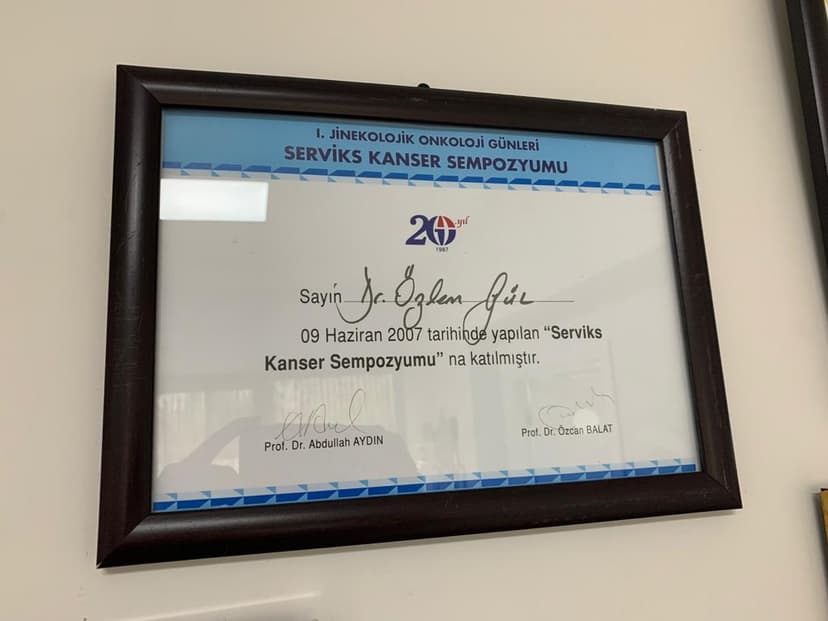 I. JİNEKOLOJİK ONKOLOJİ GÜNLERİ
SERVİKS KANSER SEMPOZYUMU
20.yıl
1987
Sayın Dr. Özlem Gül
09 Haziran 2007 tarihinde yapılan “Serviks
Kanser Sempozyumu” na katılmıştır.
Prof. Dr. Abdullah AYDIN
Prof. Dr. Özcan BALAT